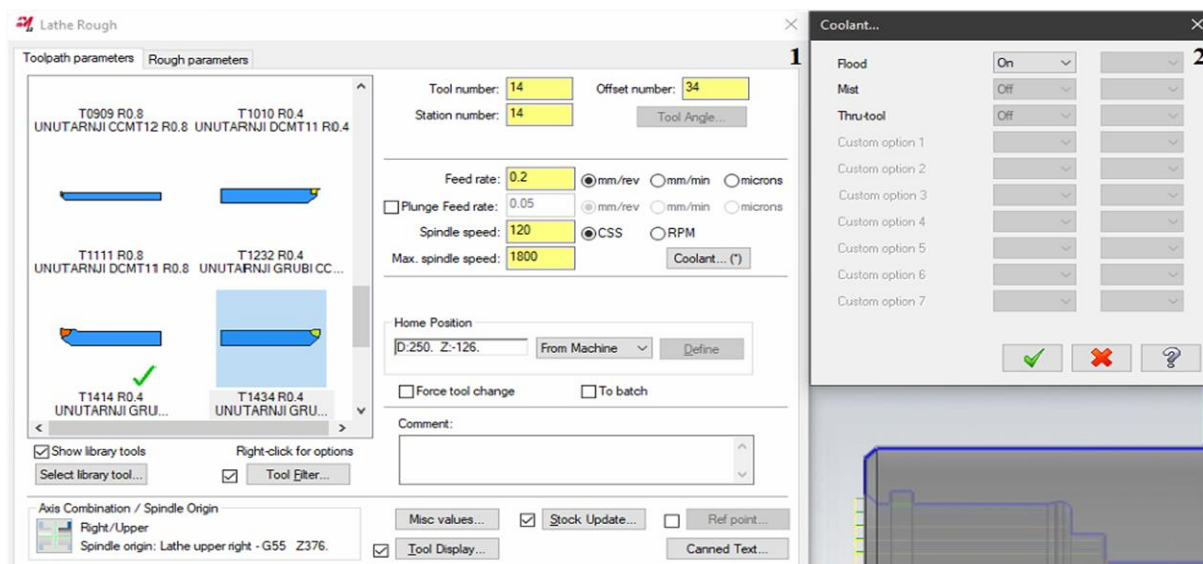 Lathe Rough
Toolpath parameters Rough parameters
1
T0909 R0.8
UNUTARNJI CCMT12 R0.8
T1010 R0.4
UNUTARNJI DCMT11 R0.4
T1111 R0.8
UNUTARNJI DCMT11 R0.8
T1232 R0.4
UNUTARNJI GRUBI CC...
T1414 R0.4
UNUTARNJI GRU...
T1434 R0.4
UNUTARNJI GRU...
Show library tools
Right-click for options
Select library tool...
Tool Filter...
Axis Combination / Spindle Origin
Right/Upper
Spindle origin: Lathe upper right - G55 Z376.
Tool number: 14 Offset number: 34
Station number: 14 Tool Angle...
Feed rate: 0.2 mm/rev mm/min microns
Plunge Feed rate: 0.05 mm/rev mm/min microns
Spindle speed: 120 CSS RPM
Max. spindle speed: 1800 Coolant... (*)
Home Position
D:250. Z:-126. From Machine Define
Force tool change To batch
Comment:
Misc values... Stock Update... Ref point...
Tool Display... Canned Text...
Coolant...
2
Flood On
Mist Off
Thru-tool Off
Custom option 1
Custom option 2
Custom option 3
Custom option 4
Custom option 5
Custom option 6
Custom option 7